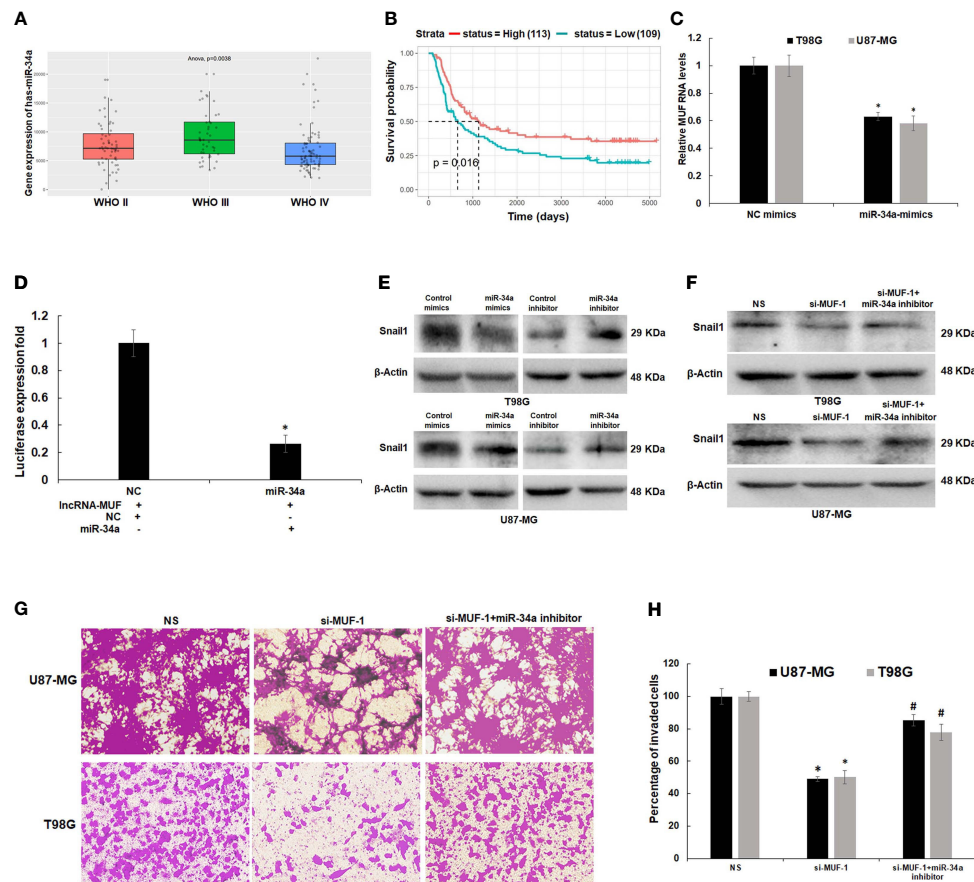 A
Anova, p=0.0038
Gene expression of has-miR-34a
20000
15000
10000
5000
0
WHO II
WHO III
WHO IV
B
Strata
status = High (113)
status = Low (109)
Survival probability
1.00
0.75
0.50
0.25
0.00
p = 0.016
0
1000
2000
3000
4000
5000
Time (days)
C
T98G
U87-MG
Relative MUF RNA levels
1.2
1
0.8
0.6
0.4
0.2
0
*
*
NC mimics
miR-34a-mimics
D
Luciferase expression fold
1.2
1
0.8
0.6
0.4
0.2
0
*
NC
miR-34a
lncRNA-MUF + +
NC + -
miR-34a - +
E
Control mimics
miR-34a mimics
Control inhibitor
miR-34a inhibitor
Snail1
29 KDa
β-Actin
48 KDa
T98G
Control mimics
miR-34a mimics
Control inhibitor
miR-34a inhibitor
Snail1
29 KDa
β-Actin
48 KDa
U87-MG
F
NS
si-MUF-1
si-MUF-1+
miR-34a inhibitor
Snail1
29 KDa
β-Actin
48 KDa
T98G
NS
si-MUF-1
si-MUF-1+
miR-34a inhibitor
Snail1
29 KDa
β-Actin
48 KDa
U87-MG
G
NS
si-MUF-1
si-MUF-1+miR-34a inhibitor
U87-MG
T98G
H
U87-MG
T98G
Percentage of invaded cells
120
100
80
60
40
20
0
*
*
#
#
NS
si-MUF-1
si-MUF-1+miR-34a
inhibitor